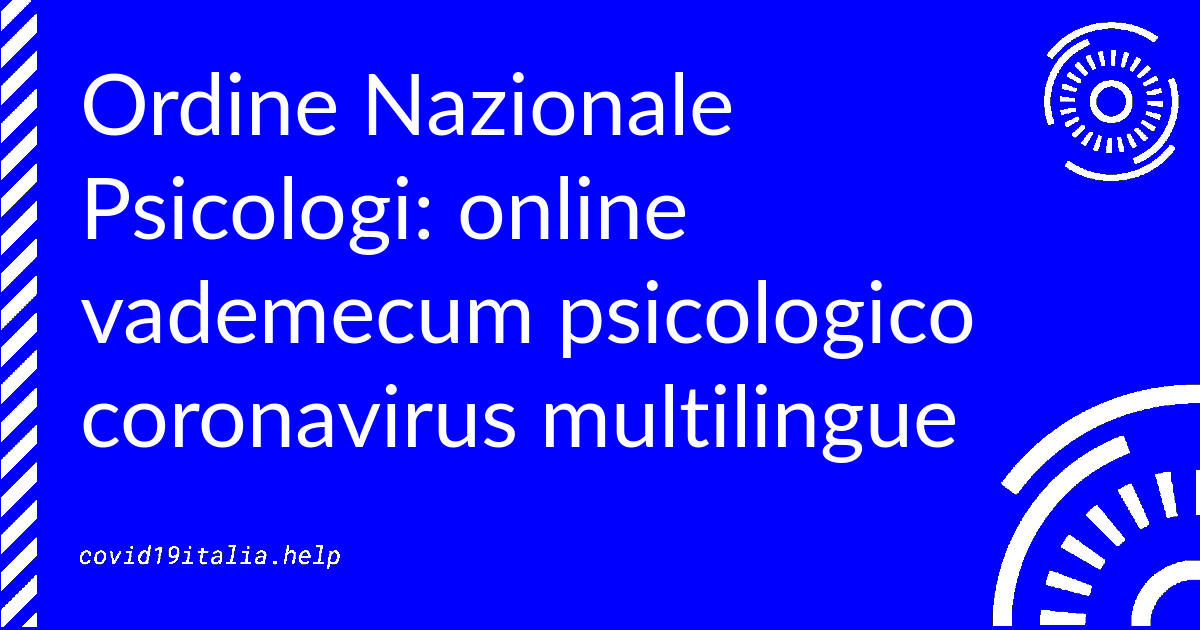 Ordine Nazionale
Psicologi: online
vademecum psicologico
coronavirus multilingue
covid19italia.help